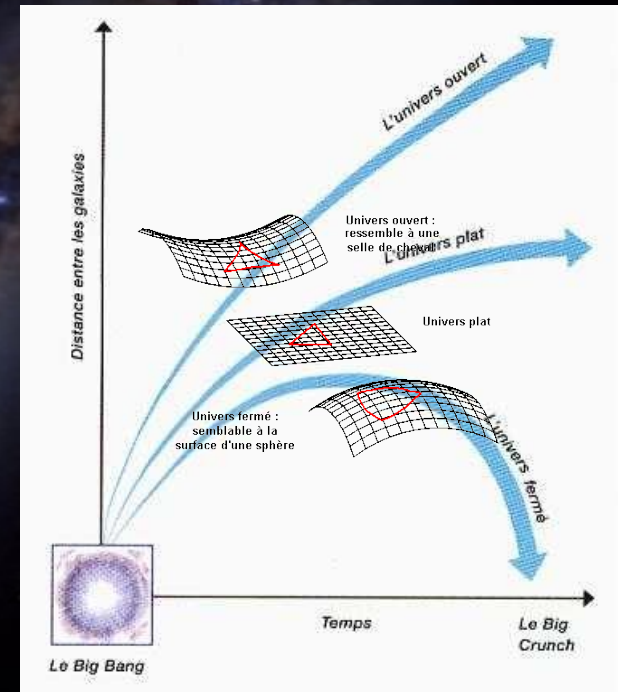 L'univers ouvert
Distance entre les galaxies
Univers ouvert :
ressemble à une
selle de cheval
L'univers plat
Univers plat
Univers fermé :
semblable à la
surface d'une sphère
L'univers fermé
Temps
Le Big
Crunch
Le Big Bang